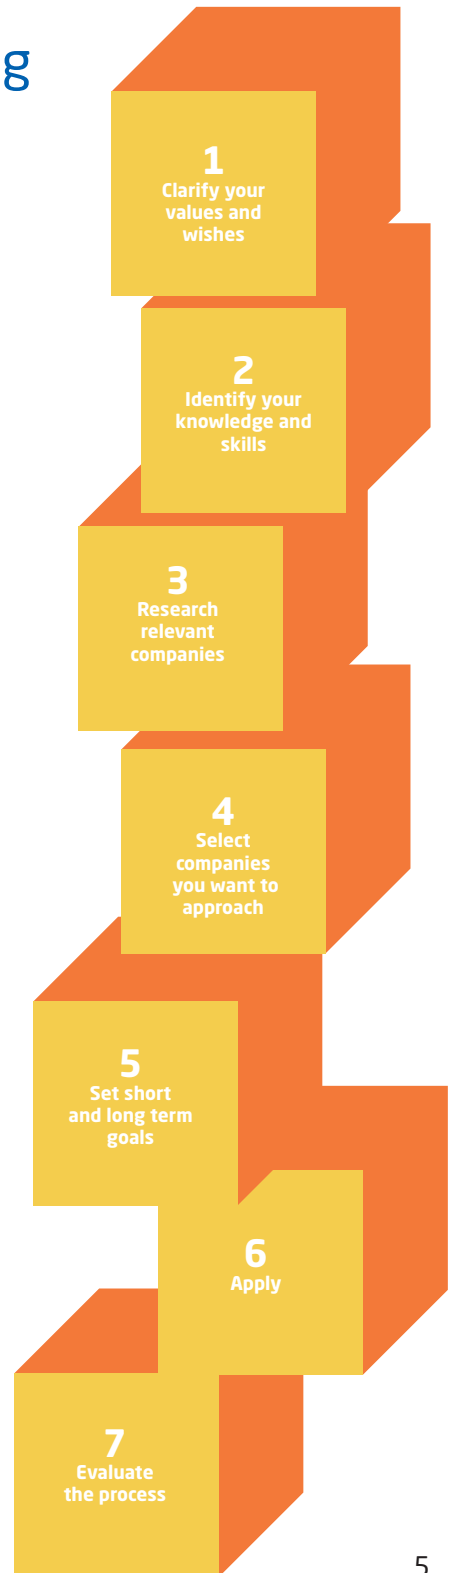 g
1
Clarify your
values and
wishes
2
Identify your
knowledge and
skills
3
Research
relevant
companies
4
Select
companies
you want to
approach
5
Set short
and long term
goals
6
Apply
7
Evaluate
the process
5